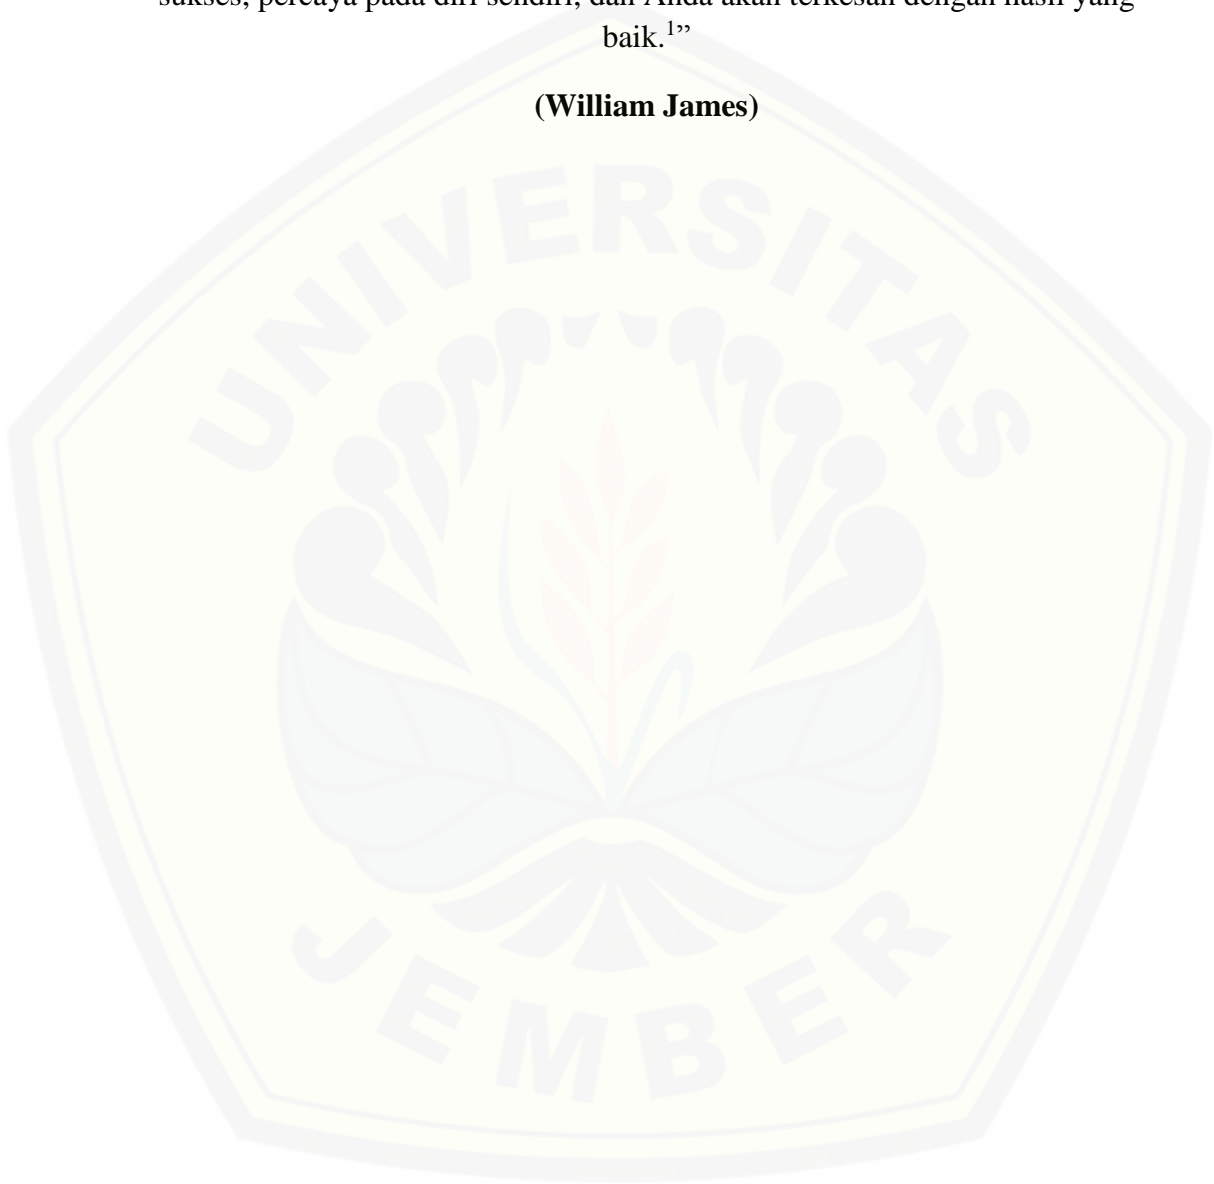 sukses, percaya pada diri sendiri, dan Anda akan terkesan dengan hasil yang
baik.¹”
(William James)
UNIVERSITAS
JEMBER